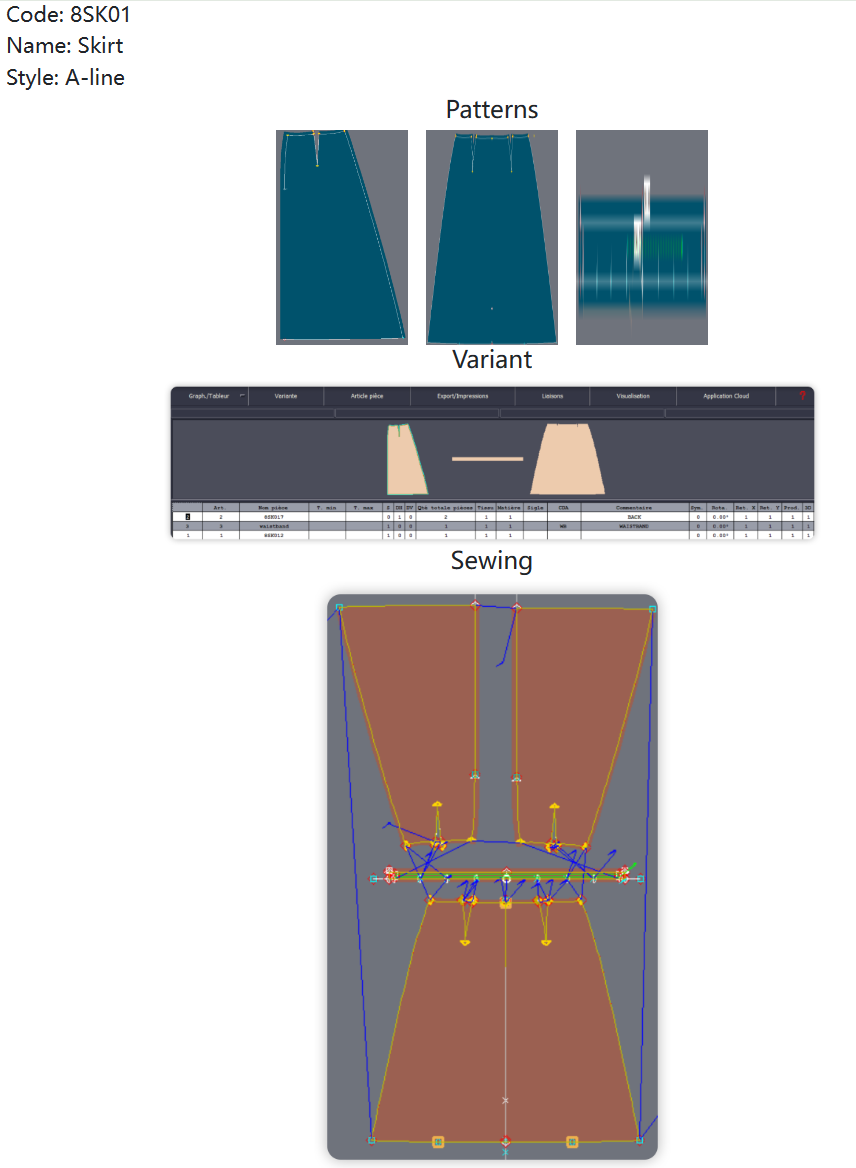 Code: 8SK01
Name: Skirt
Style: A-line
Patterns
Variant
Graph./Tableur Variante Article pièce Export/Impressions Liaisons Visualisation Application Cloud ?
Art. Nom pièce T. min T. max S DH DV Qté totale pièces Tissu Matière Sigle CDA Commentaire Sym. Rota. Ret. X Ret. Y Prod. 3D
2 2 8SK017 0 1 0 2 1 1 BACK 0 0.00° 1 1 1 1
3 3 waistband 1 0 0 1 1 1 WB WAISTBAND 0 0.00° 1 1 1 1
1 1 8SK012 1 0 0 1 1 1 0 0.00° 1 1 1 1
Sewing